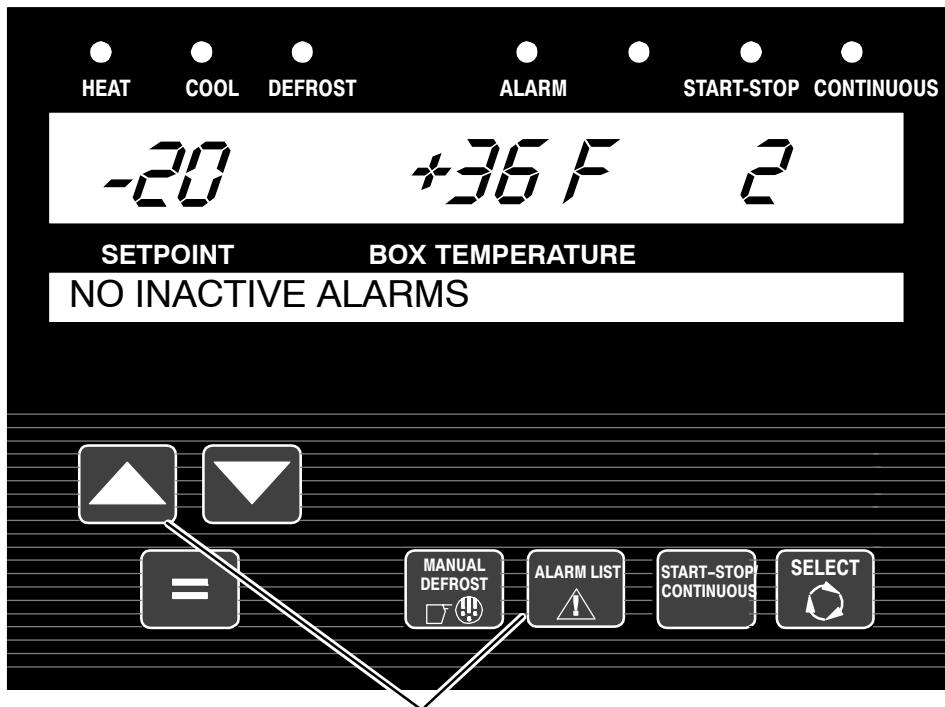 HEAT COOL DEFROST ALARM START-STOP CONTINUOUS
-20 +36 F 2
SETPOINT BOX TEMPERATURE
NO INACTIVE ALARMS
=
MANUAL DEFROST
ALARM LIST
START-STOP/
CONTINUOUS
SELECT